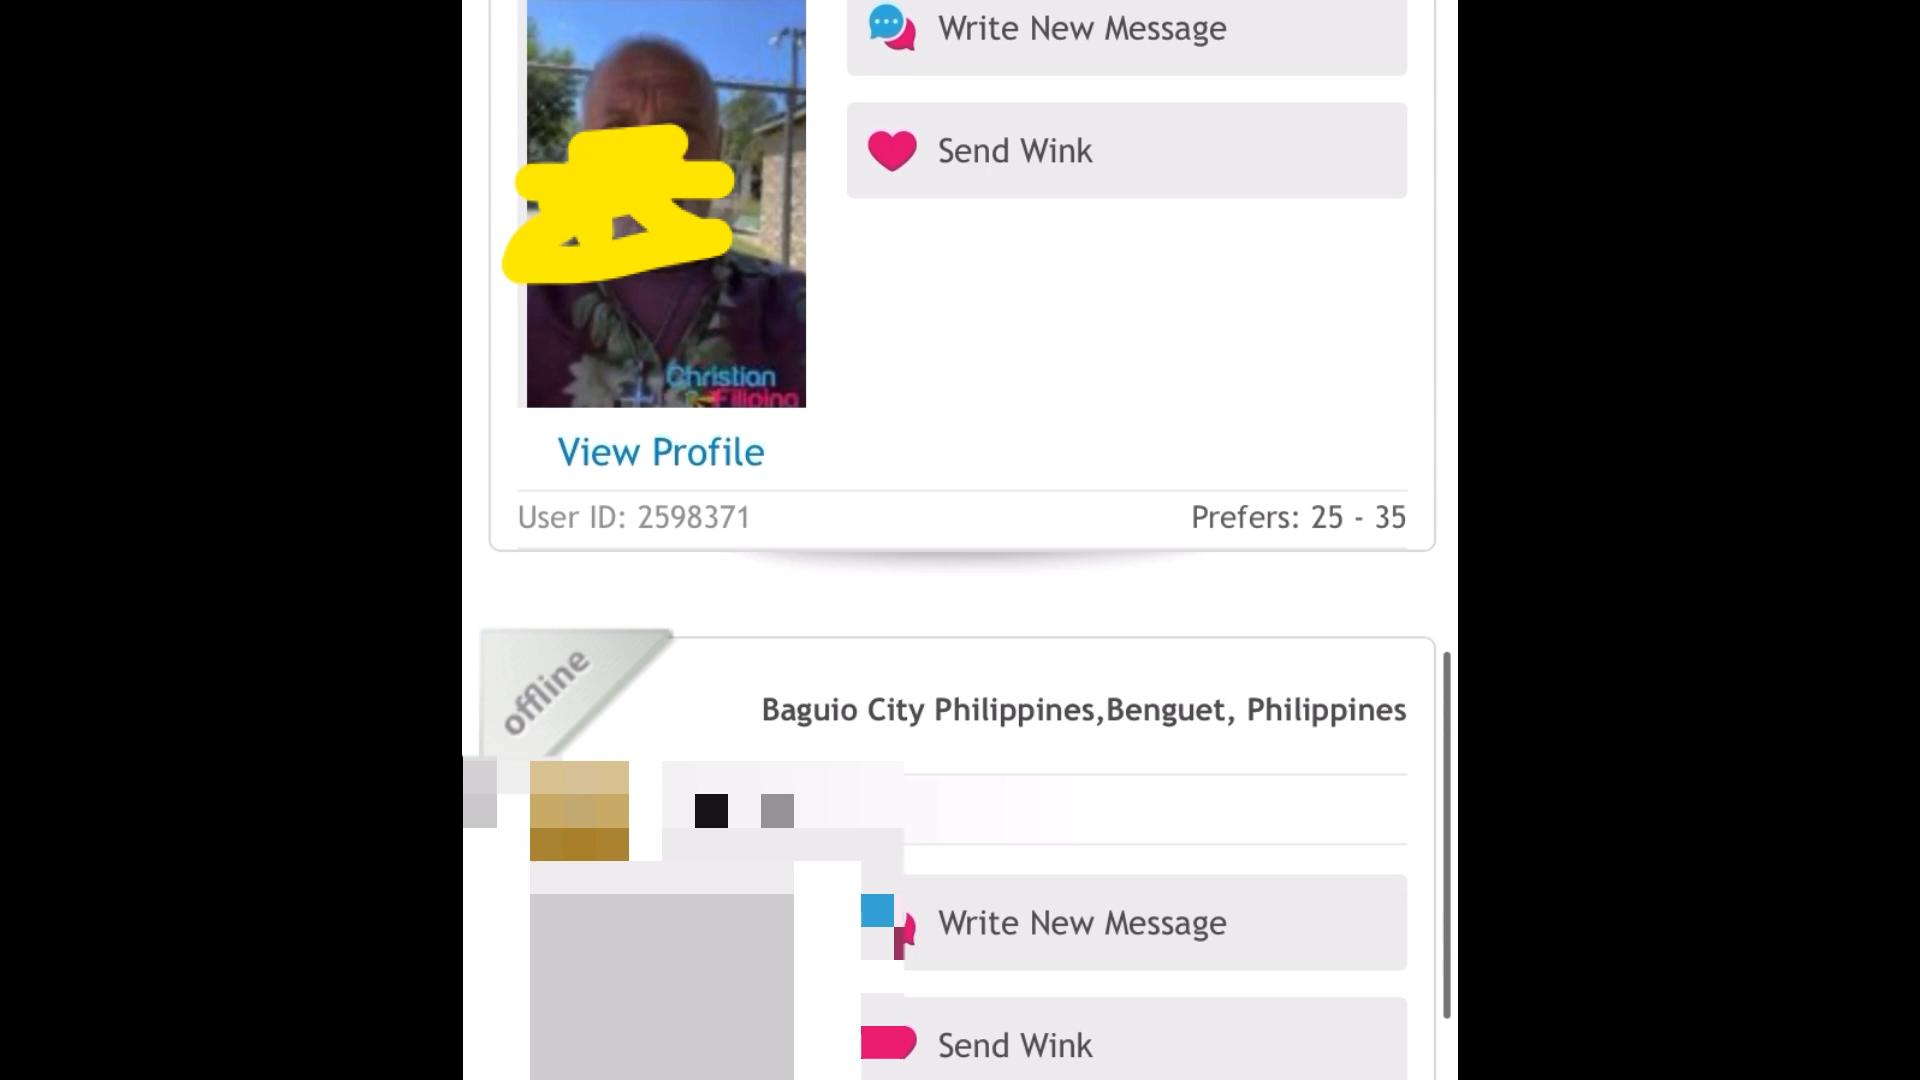 Write New Message
Send Wink
Christian
Filipino
View Profile
User ID: 2598371
Prefers: 25 - 35
offline
Baguio City Philippines,Benguet, Philippines
Write New Message
Send Wink